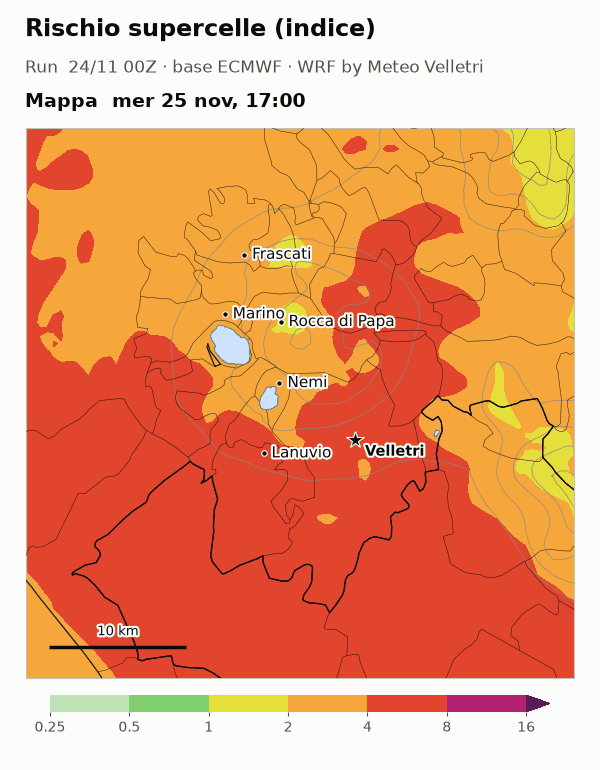 Rischio supercelle (indice)
Run  24/11 00Z · base ECMWF · WRF by Meteo Velletri
Mappa  mer 25 nov, 17:00
Frascati
Marino
Rocca di Papa
Nemi
Velletri
Lanuvio
10 km
0.25 0.5 1 2 4 8 16